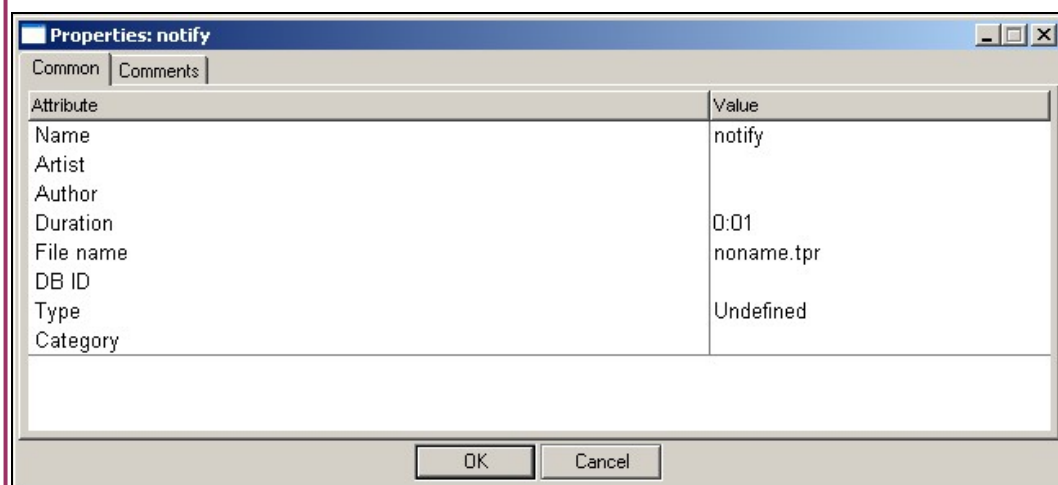 Properties: notify
Common Comments
Attribute Value
Name notify
Artist
Author
Duration 0:01
File name noname.tpr
DB ID
Type Undefined
Category
OK Cancel